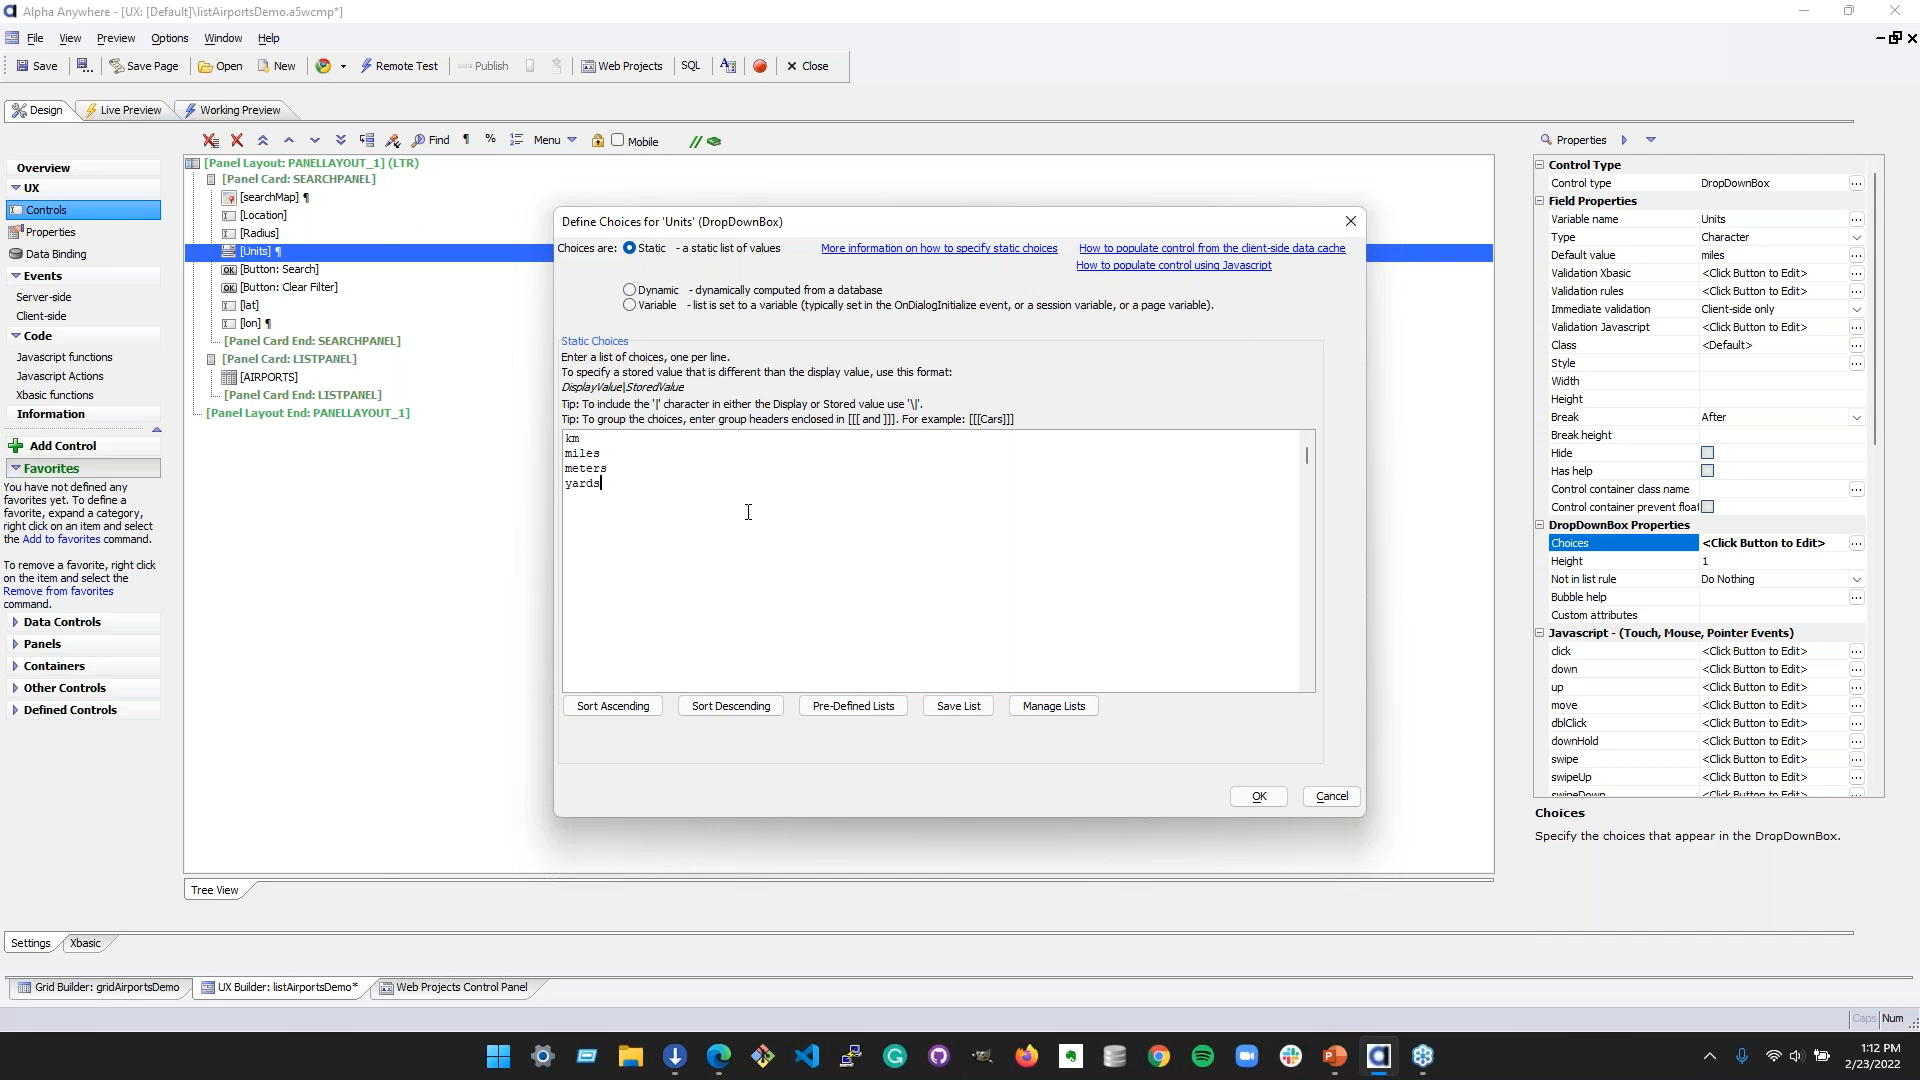 Alpha Anywhere - [UX: [Default]\listAirportsDemo.a5wcmp*]
File View Preview Options Window Help
Save Save Page Open New Remote Test Publish Web Projects SQL Close
Design Live Preview Working Preview
Find Menu Mobile
Properties
Overview
UX
Controls
Properties
Data Binding
Events
Server-side
Client-side
Code
Javascript functions
Javascript Actions
Xbasic functions
Information
Add Control
Favorites
You have not defined any
favorites yet. To define a
favorite, expand a category,
right click on an item and select
the Add to favorites command.
To remove a favorite, right click
on the item and select the
Remove from favorites
command.
Data Controls
Panels
Containers
Other Controls
Defined Controls
[Panel Layout: PANELLAYOUT_1] (LTR)
[Panel Card: SEARCHPANEL]
[searchMap] ¶
[Location]
[Radius]
[Units] ¶
OK [Button: Search]
OK [Button: Clear Filter]
[lat]
[lon] ¶
[Panel Card End: SEARCHPANEL]
[Panel Card: LISTPANEL]
[AIRPORTS]
[Panel Card End: LISTPANEL]
[Panel Layout End: PANELLAYOUT_1]
Define Choices for 'Units' (DropDownBox)
Choices are: Static - a static list of values More information on how to specify static choices How to populate control from the client-side data cache
How to populate control using Javascript
Dynamic - dynamically computed from a database
Variable - list is set to a variable (typically set in the OnDialogInitialize event, or a session variable, or a page variable).
Static Choices
Enter a list of choices, one per line.
To specify a stored value that is different than the display value, use this format:
DisplayValue|StoredValue
Tip: To include the '|' character in either the Display or Stored value use '\|'.
Tip: To group the choices, enter group headers enclosed in [[[ and ]]]. For example: [[[Cars]]]
km
miles
meters
yards
Sort Ascending Sort Descending Pre-Defined Lists Save List Manage Lists
OK Cancel
Control Type
Control type DropDownBox
Field Properties
Variable name Units
Type Character
Default value miles
Validation Xbasic <Click Button to Edit>
Validation rules <Click Button to Edit>
Immediate validation Client-side only
Validation Javascript <Click Button to Edit>
Class <Default>
Style
Width
Height
Break After
Break height
Hide
Has help
Control container class name
Control container prevent float
DropDownBox Properties
Choices <Click Button to Edit>
Height 1
Not in list rule Do Nothing
Bubble help
Custom attributes
Javascript - (Touch, Mouse, Pointer Events)
click <Click Button to Edit>
down <Click Button to Edit>
up <Click Button to Edit>
move <Click Button to Edit>
dblClick <Click Button to Edit>
downHold <Click Button to Edit>
swipe <Click Button to Edit>
swipeUp <Click Button to Edit>
swipeDown <Click Button to Edit>
Choices
Specify the choices that appear in the DropDownBox.
Tree View
Settings Xbasic
Grid Builder: gridAirportsDemo UX Builder: listAirportsDemo* Web Projects Control Panel
Caps Num
1:12 PM
2/23/2022